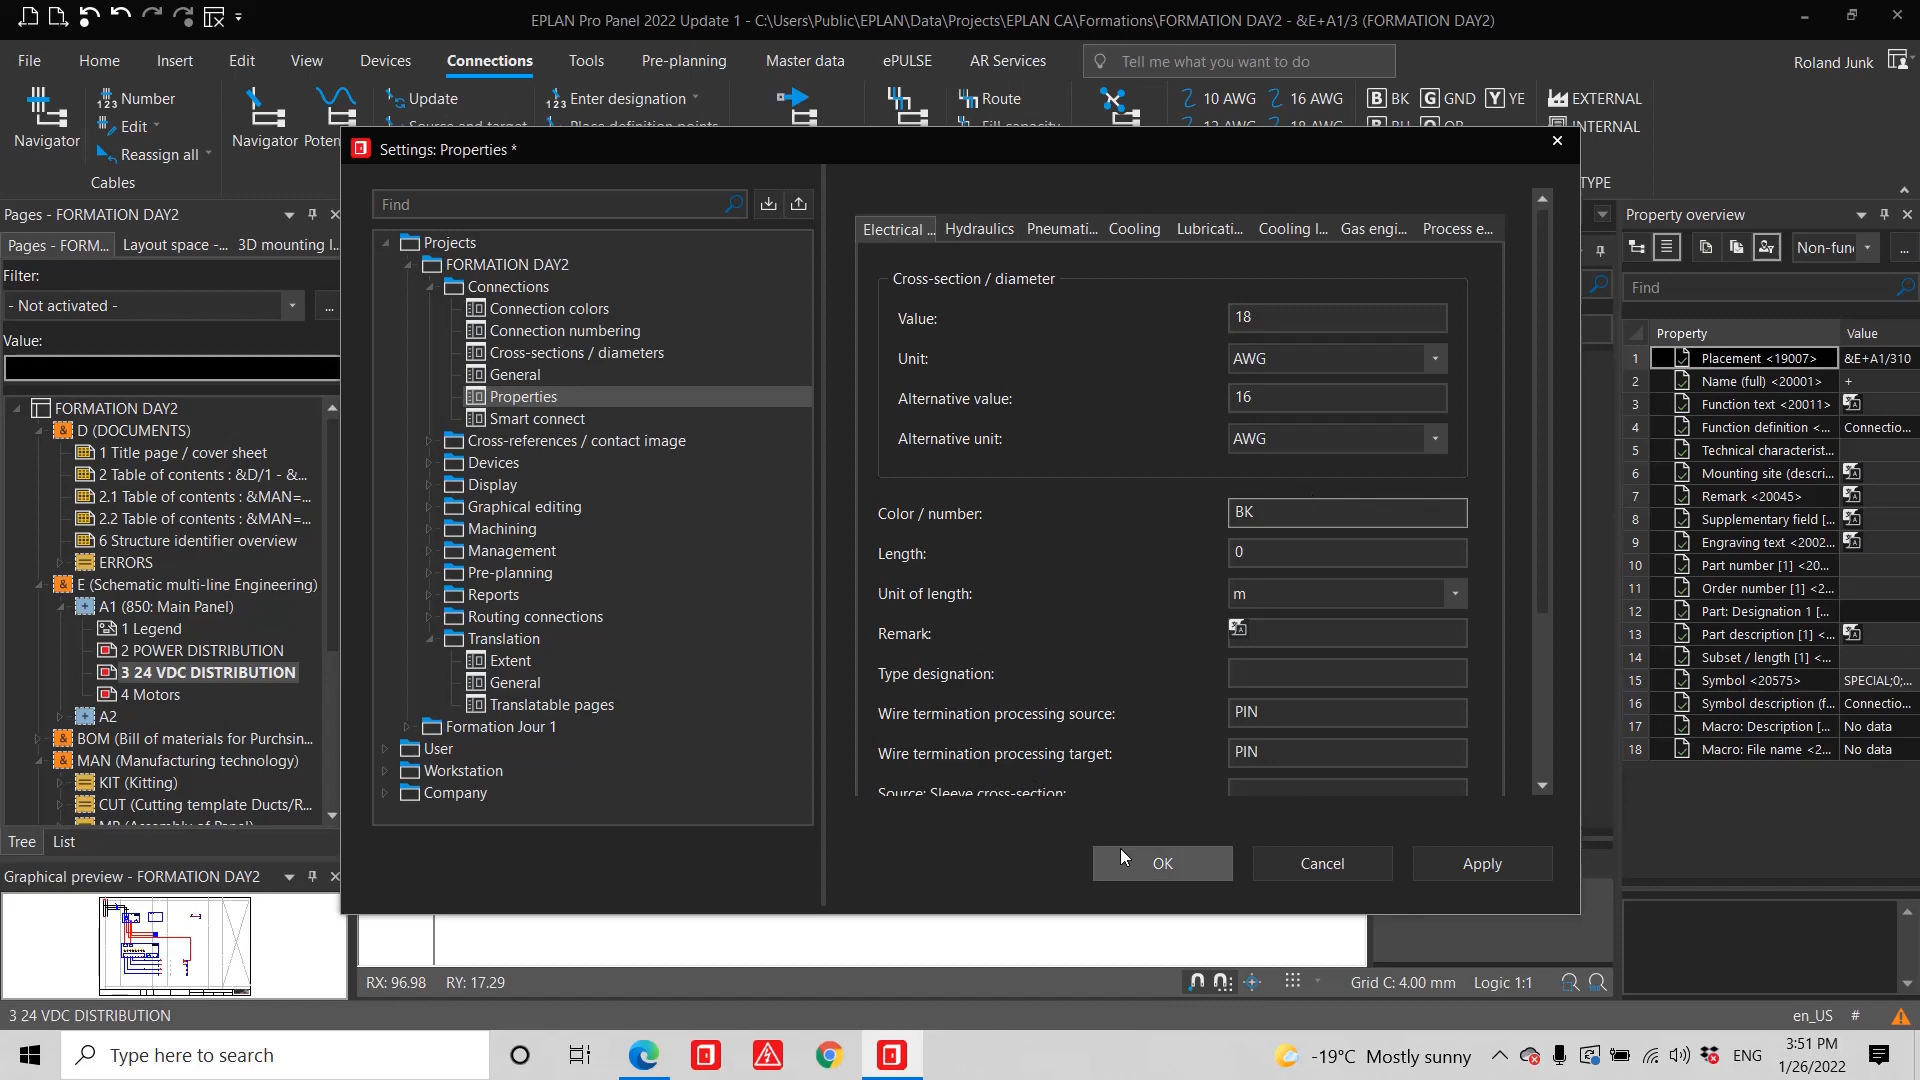 EPLAN Pro Panel 2022 Update 1 - C:\Users\Public\EPLAN\Data\Projects\EPLAN CA\Formations\FORMATION DAY2 - &E+A1/3 (FORMATION DAY2)
File Home Insert Edit View Devices Connections Tools Pre-planning Master data ePULSE AR Services Tell me what you want to do Roland Junk
Number Update Enter designation Route 10 AWG 16 AWG B BK G GND Y YE EXTERNAL
Navigator Edit Navigator Poten Source and target Place definition points Fill capacity 12 AWG 18 AWG B BU O OR INTERNAL
Reassign all
Cables TYPE
Settings: Properties *
Pages - FORMATION DAY2
Pages - FORM... Layout space -... 3D mounting l...
Filter:
- Not activated -
...
Value:
FORMATION DAY2
D (DOCUMENTS)
1 Title page / cover sheet
2 Table of contents : &D/1 - &...
2.1 Table of contents : &MAN=...
2.2 Table of contents : &MAN=...
6 Structure identifier overview
ERRORS
E (Schematic multi-line Engineering)
A1 (850: Main Panel)
1 Legend
2 POWER DISTRIBUTION
3 24 VDC DISTRIBUTION
4 Motors
A2
BOM (Bill of materials for Purchsin...
MAN (Manufacturing technology)
KIT (Kitting)
CUT (Cutting template Ducts/R...
Tree List
Graphical preview - FORMATION DAY2
Find
Projects
FORMATION DAY2
Connections
Connection colors
Connection numbering
Cross-sections / diameters
General
Properties
Smart connect
Cross-references / contact image
Devices
Display
Graphical editing
Machining
Management
Pre-planning
Reports
Routing connections
Translation
Extent
General
Translatable pages
Formation Jour 1
User
Workstation
Company
Electrical ... Hydraulics Pneumati... Cooling Lubricati... Cooling l... Gas engi... Process e...
Cross-section / diameter
Value: 18
Unit: AWG
Alternative value: 16
Alternative unit: AWG
Color / number: BK
Length: 0
Unit of length: m
Remark:
Type designation:
Wire termination processing source: PIN
Wire termination processing target: PIN
Source: Sleeve cross-section:
OK Cancel Apply
Property overview
Non-fun ...
Find
Property Value
1 Placement <19007> &E+A1/310
2 Name (full) <20001> +
3 Function text <20011>
4 Function definition <... Connectio...
5 Technical characterist...
6 Mounting site (descri...
7 Remark <20045>
8 Supplementary field [...
9 Engraving text <2002...
10 Part number [1] <20...
11 Order number [1] <2...
12 Part: Designation 1 [...
13 Part description [1] <...
14 Subset / length [1] <...
15 Symbol <20575> SPECIAL;0;...
16 Symbol description (f... Connectio...
17 Macro: Description [... No data
18 Macro: File name <2... No data
RX: 96.98 RY: 17.29 Grid C: 4.00 mm Logic 1:1
3 24 VDC DISTRIBUTION en_US #
Type here to search -19°C Mostly sunny ENG 3:51 PM
1/26/2022